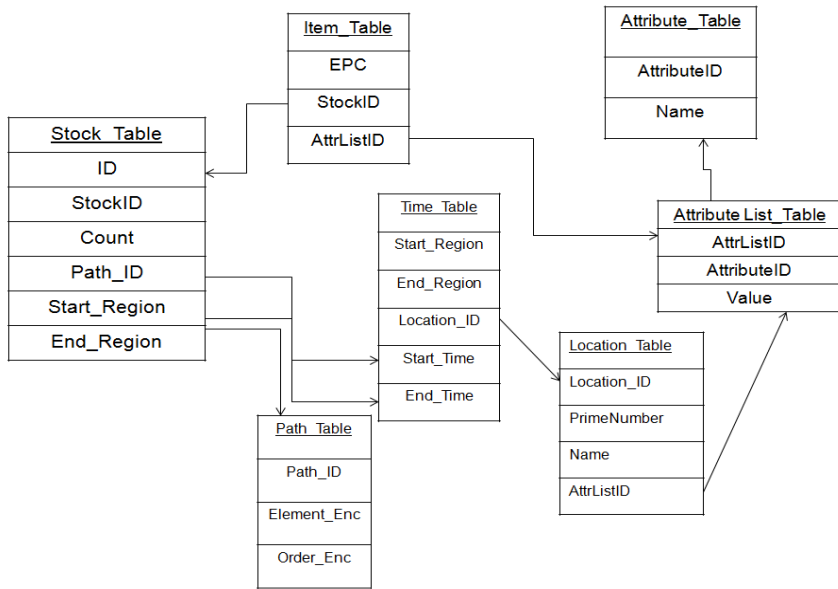 Item_Table
EPC
StockID
AttrListID
Attribute_Table
AttributeID
Name
Stock_Table
ID
StockID
Count
Path_ID
Start_Region
End_Region
Time_Table
Start_Region
End_Region
Location_ID
Start_Time
End_Time
Attribute List_Table
AttrListID
AttributeID
Value
Location_Table
Location_ID
PrimeNumber
Name
AttrListID
Path_Table
Path_ID
Element_Enc
Order_Enc